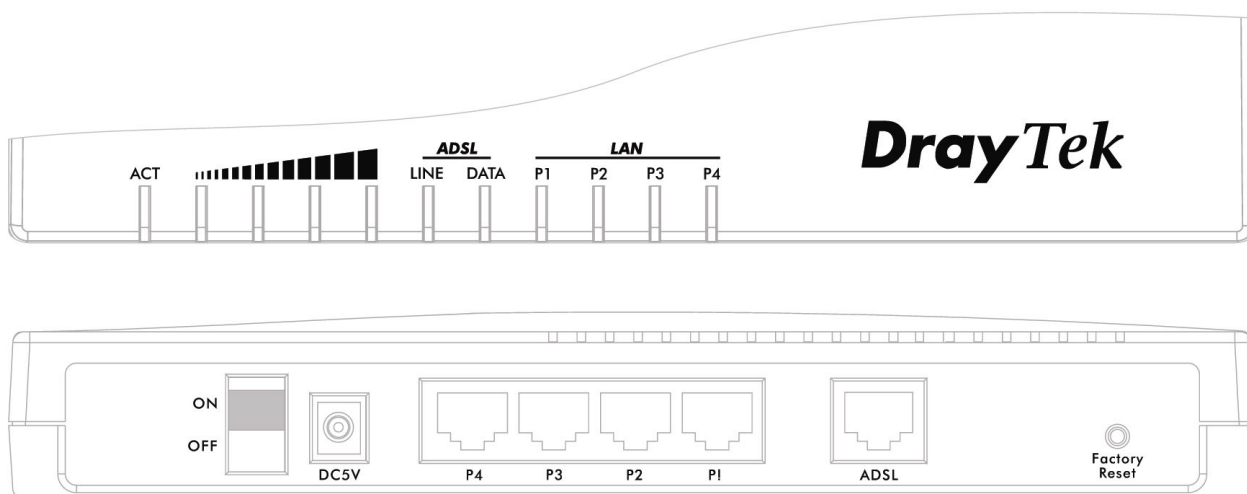 DrayTek
ADSL LAN
ACT LINE DATA P1 P2 P3 P4
ON
OFF
DC5V P4 P3 P2 P! ADSL
Factory
Reset